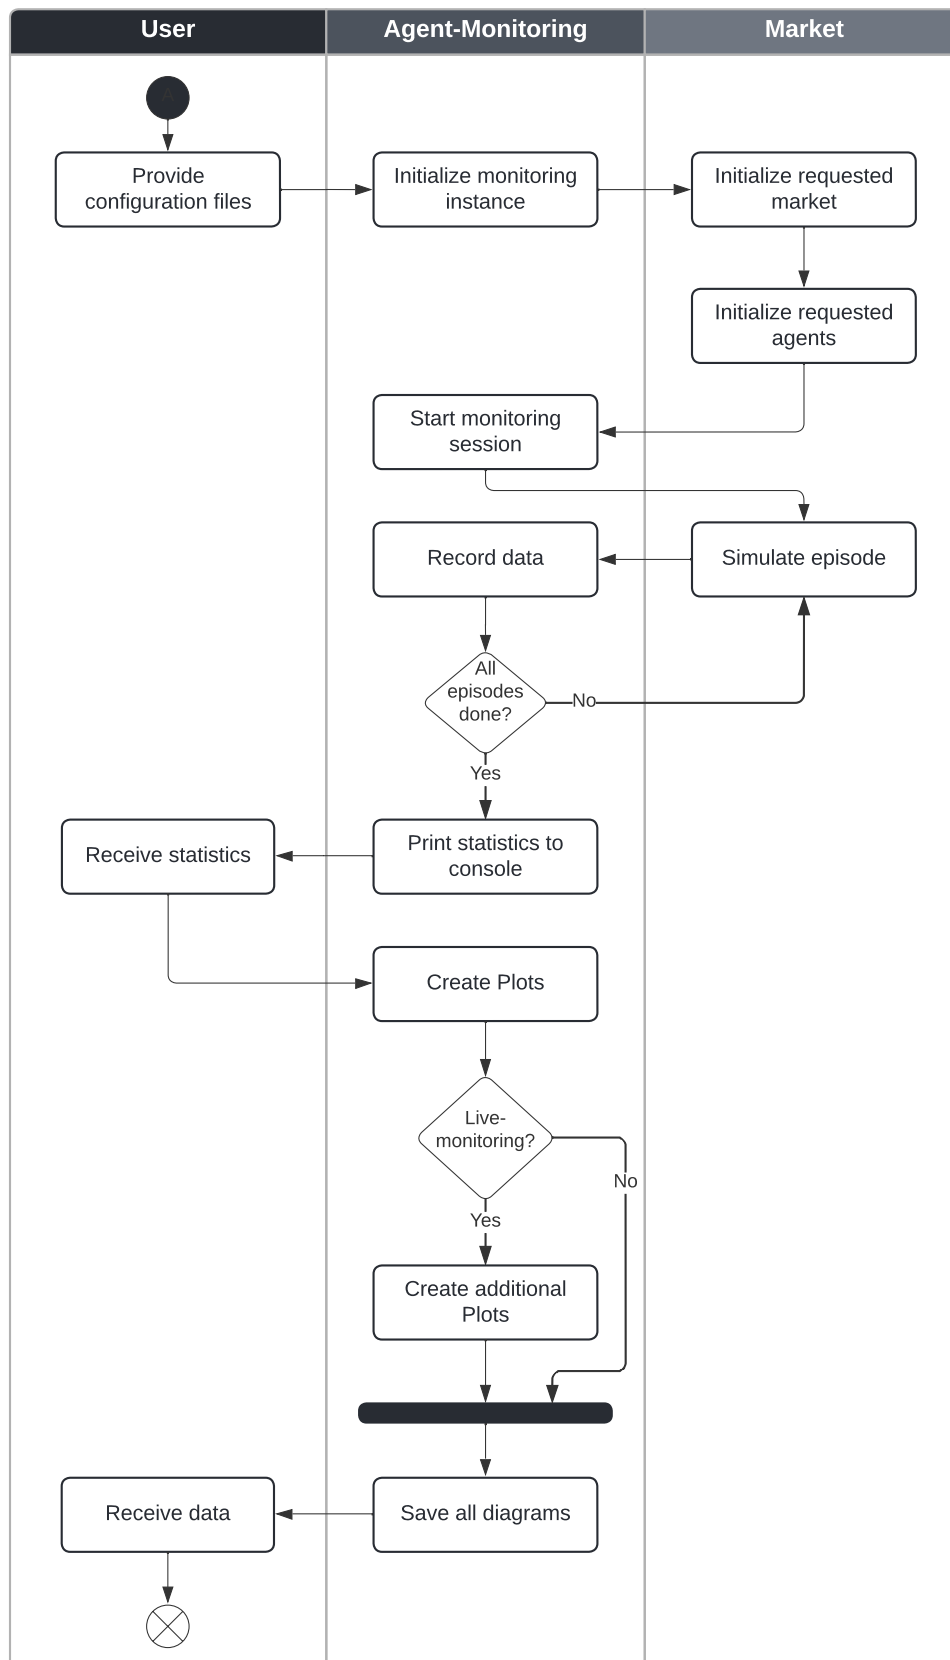 User
Agent-Monitoring
Market
A
Provide
configuration files
Initialize monitoring
instance
Initialize requested
market
Initialize requested
agents
Start monitoring
session
Record data
Simulate episode
All
episodes
done?
No
Yes
Receive statistics
Print statistics to
console
Create Plots
Live-
monitoring?
No
Yes
Create additional
Plots
Receive data
Save all diagrams